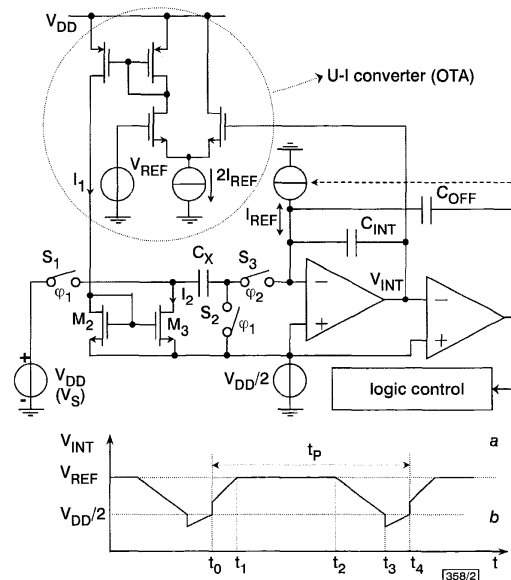 V_DD
U-I converter (OTA)
V_REF
2I_REF
I_1
I_REF
C_OFF
C_INT
S_1
φ_1
C_X
S_3
φ_2
I_2
S_2
φ_1
M_2
M_3
V_INT
−
+
−
+
+
V_DD
(V_S)
-
V_DD/2
logic control
a
V_INT
t_P
V_REF
V_DD/2
b
t_0
t_1
t_2
t_3
t_4
t
358/2